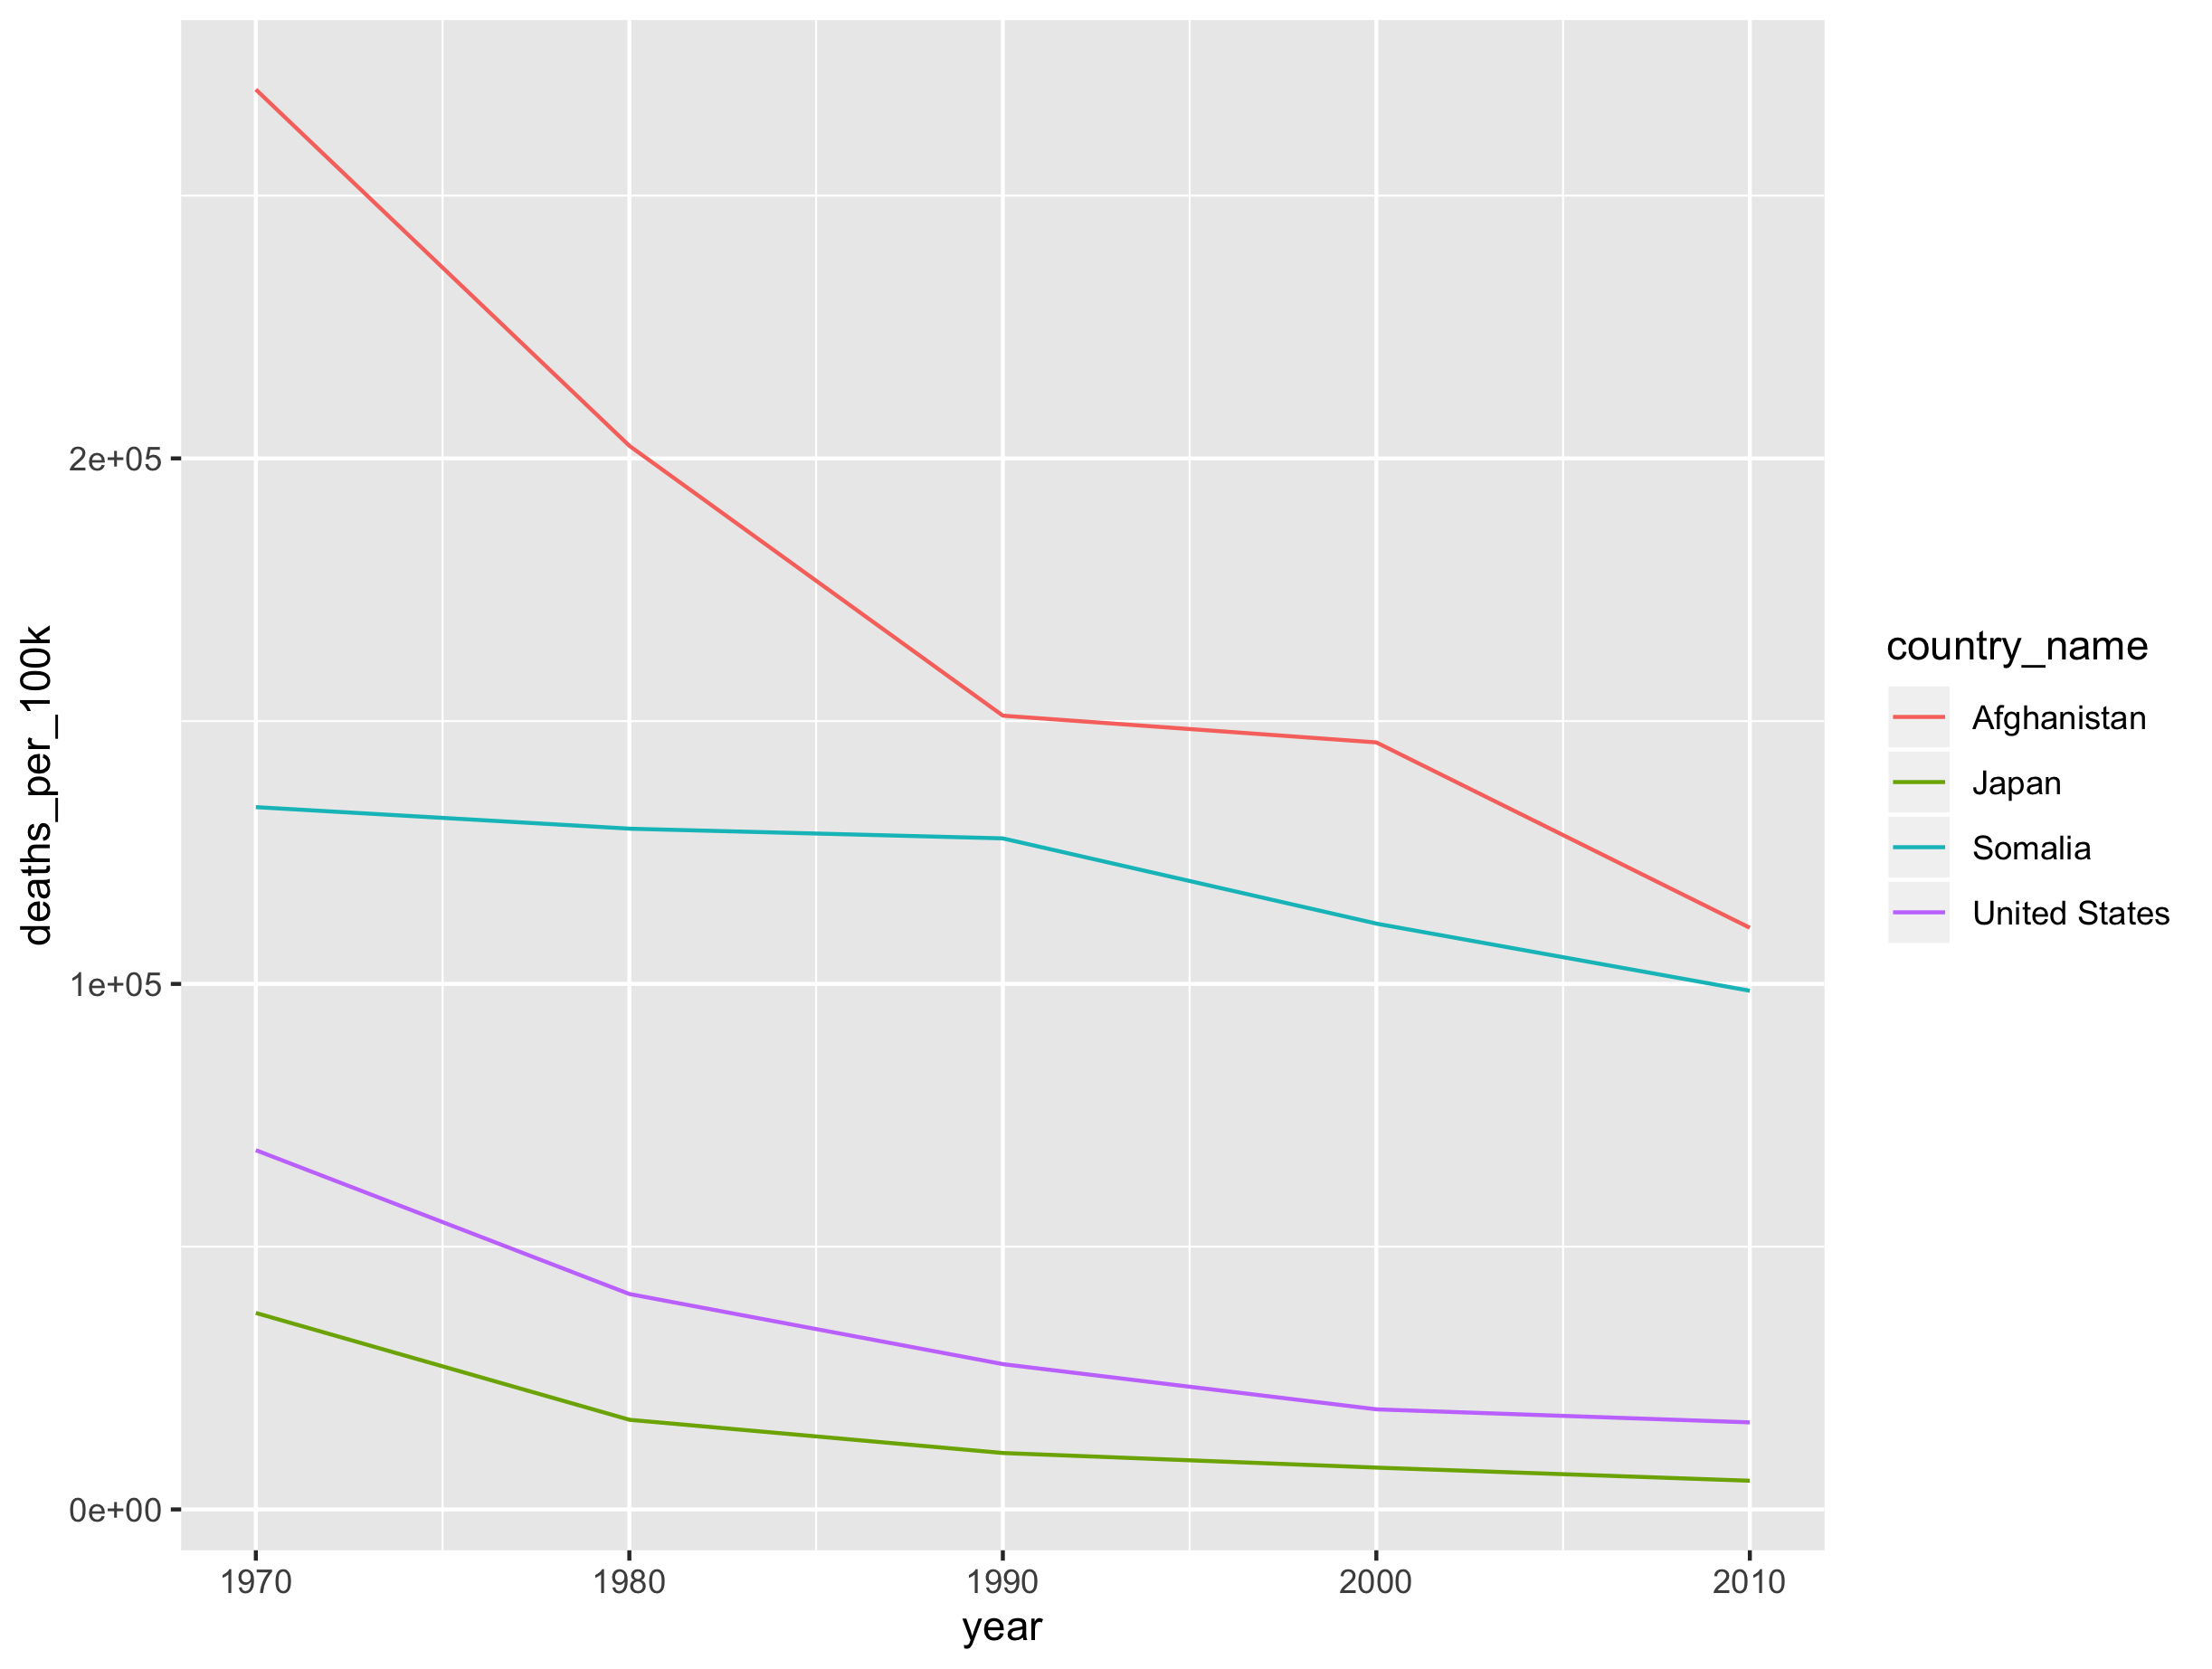 deaths_per_100k
2e+05
1e+05
0e+00
1970 1980 1990 2000 2010
year
country_name
Afghanistan
Japan
Somalia
United States